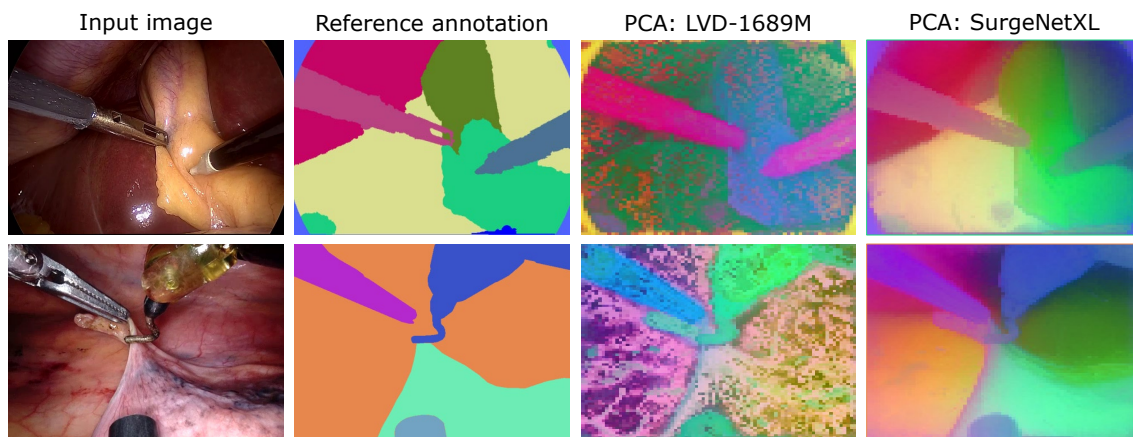 Input image
Reference annotation
PCA: LVD-1689M
PCA: SurgeNetXL